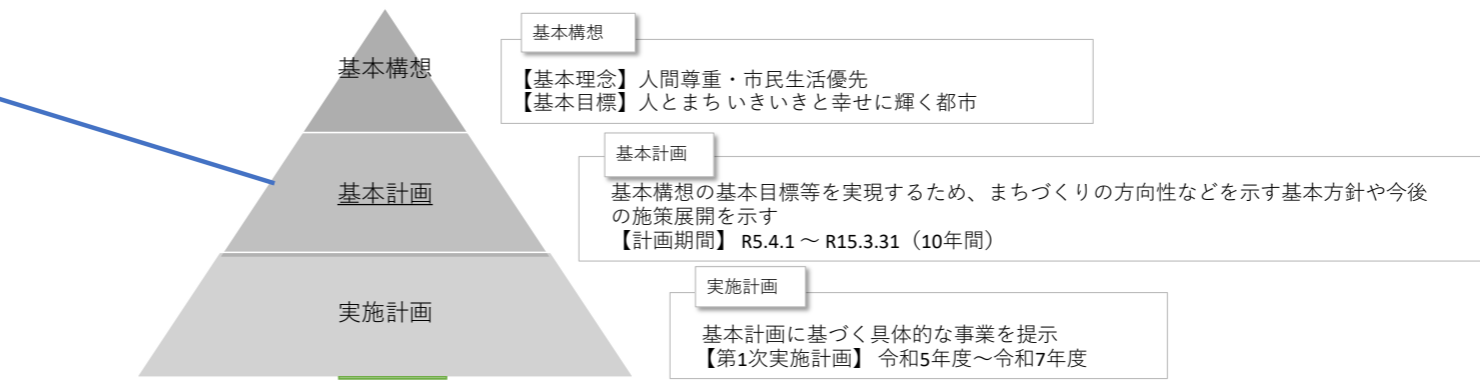 基本構想
基本構想
【基本理念】人間尊重・市民生活優先
【基本目標】人とまち いきいきと幸せに輝く都市
基本計画
基本計画
基本構想の基本目標等を実現するため、まちづくりの方向性などを示す基本方針や今後
の施策展開を示す
【計画期間】 R5.4.1 ～ R15.3.31（10年間）
実施計画
実施計画
基本計画に基づく具体的な事業を提示
【第1次実施計画】 令和5年度～令和7年度